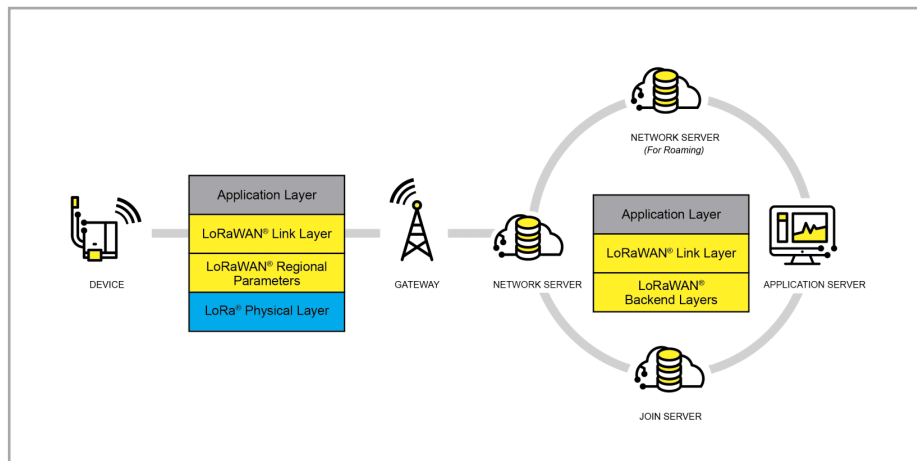 NETWORK SERVER
(For Roaming)
Application Layer
LoRaWAN® Link Layer
LoRaWAN® Regional
Parameters
LoRa® Physical Layer
DEVICE
GATEWAY
NETWORK SERVER
Application Layer
LoRaWAN® Link Layer
LoRaWAN®
Backend Layers
APPLICATION SERVER
JOIN SERVER